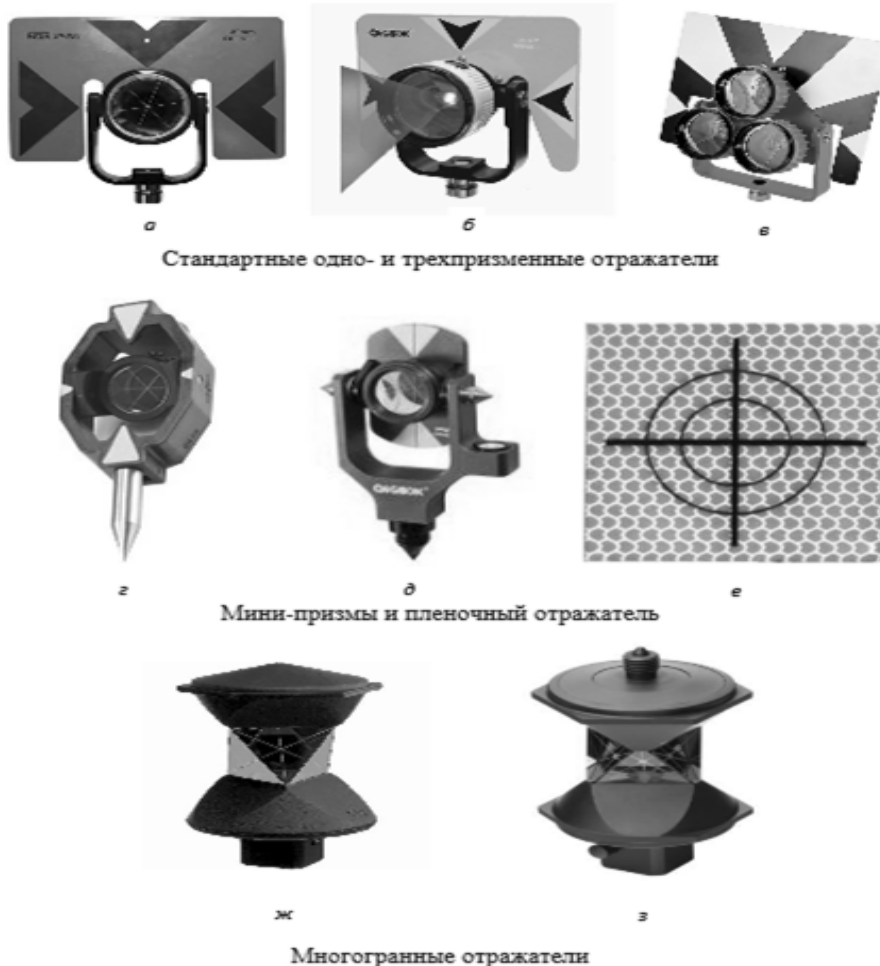 а
б
в
Стандартные одно- и трехпризменные отражатели
г
д
е
Мини-призмы и пленочный отражатель
ж
з
Многогранные отражатели